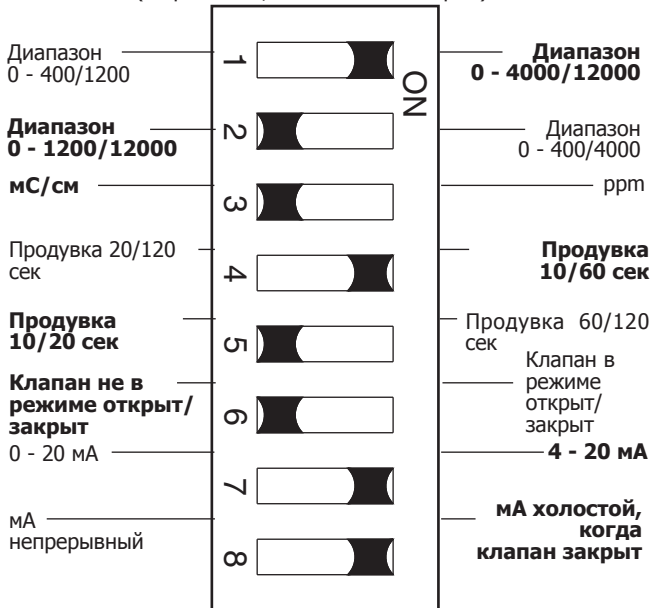 Диапазон
0 - 400/1200
1
Диапазон
0 - 4000/12000
ON
Диапазон
0 - 1200/12000
2
Диапазон
0 - 400/4000
мС/см
3
ppm
Продувка 20/120
сек
4
Продувка
10/60 сек
Продувка
10/20 сек
5
Продувка 60/120
сек
Клапан не в
режиме открыт/
закрыт
6
Клапан в
режиме
открыт/
закрыт
0 - 20 мА
7
4 - 20 мА
мА
непрерывный
8
мА холостой,
когда
клапан закрыт